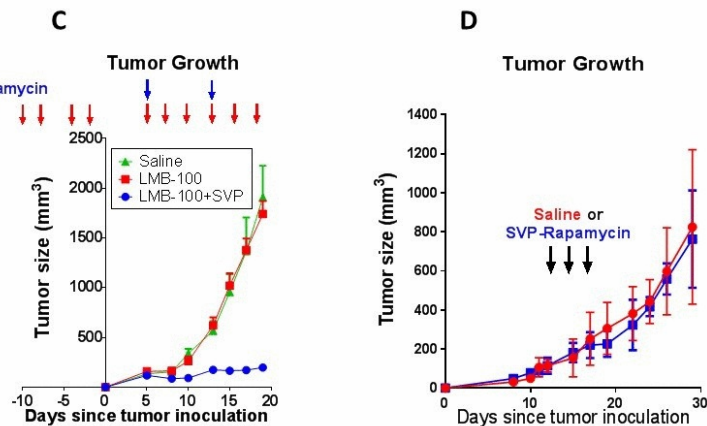 C
Tumor Growth
amycin
2500
2000
1500
1000
500
0
Tumor size (mm³)
Saline
LMB-100
LMB-100+SVP
-10 -5 0 5 10 15 20
Days since tumor inoculation
D
Tumor Growth
1400
1200
1000
800
600
400
200
0
Tumor size (mm³)
Saline or
SVP-Rapamycin
0 10 20 30
Days since tumor inoculation